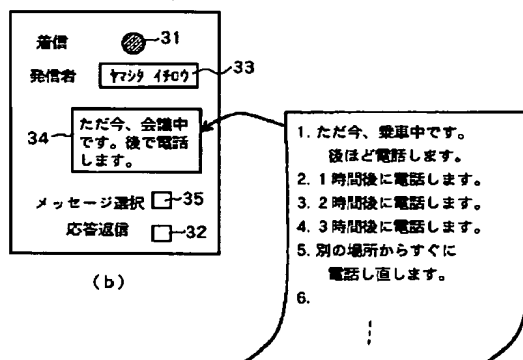 着信
31
発信者
ヤマシタ イチロウ
33
34
ただ今、会議中
です。後で電話
します。
メッセージ選択
35
応答返信
32
(b)
1. ただ今、乗車中です。
後ほど電話します。
2. 1時間後に電話します。
3. 2時間後に電話します。
4. 3時間後に電話します。
5. 別の場所からすぐに
電話し直します。
6.